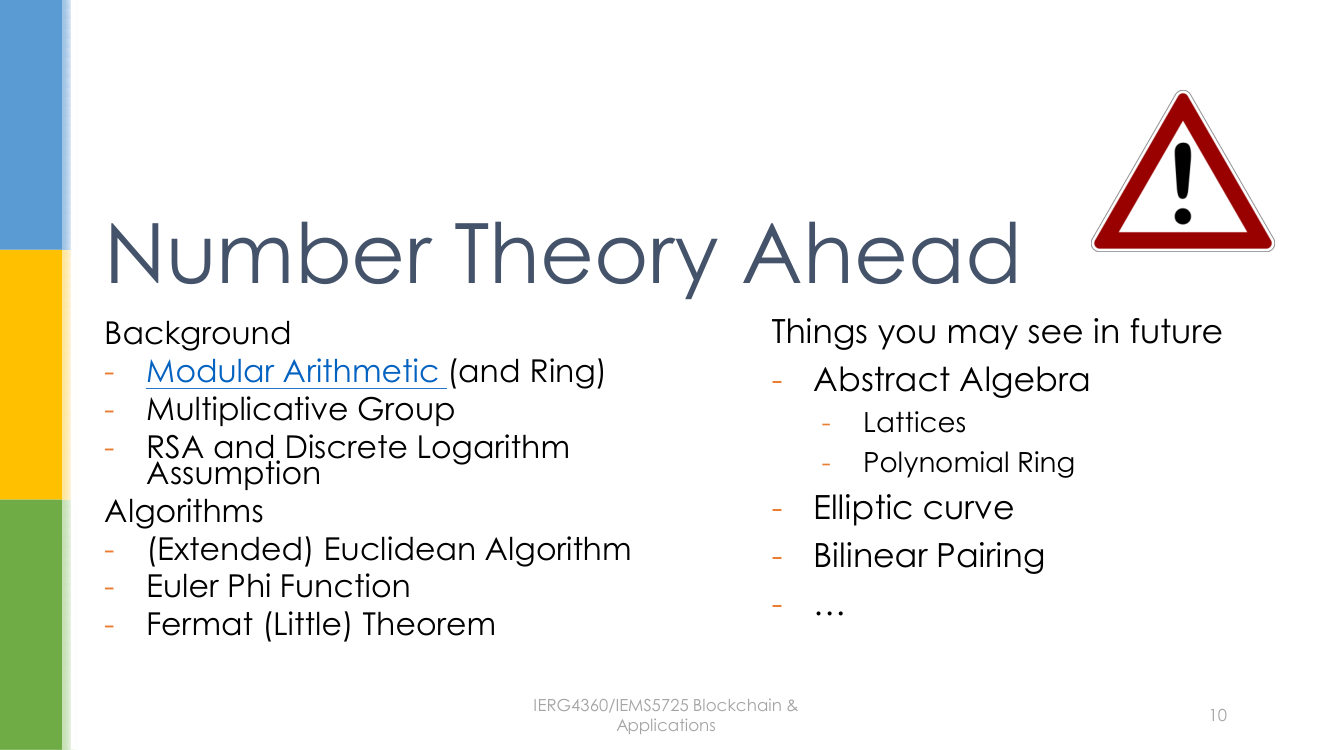 Number Theory Ahead
Background
- Modular Arithmetic (and Ring)
- Multiplicative Group
- RSA and Discrete Logarithm
Assumption
Algorithms
- (Extended) Euclidean Algorithm
- Euler Phi Function
- Fermat (Little) Theorem
Things you may see in future
- Abstract Algebra
- Lattices
- Polynomial Ring
- Elliptic curve
- Bilinear Pairing
- …
IERG4360/IEMS5725 Blockchain &
Applications
10